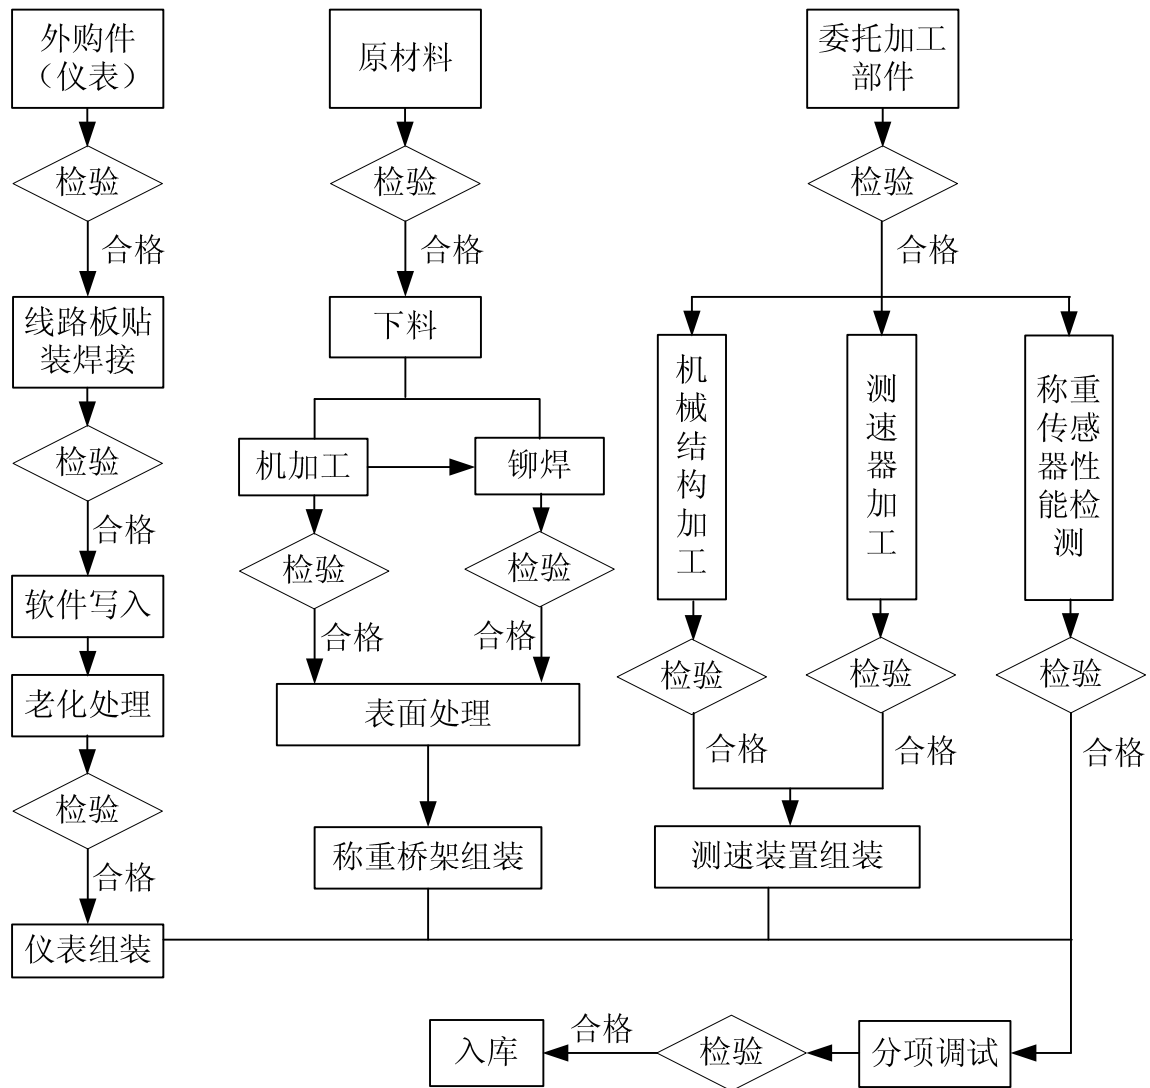 外购件
（仪表）
原材料
委托加工
部件
检验
检验
检验
合格
合格
合格
线路板贴
装焊接
下料
机械结构加工
测速器加工
称重
传感
器性
能检
测
检验
机加工
铆焊
合格
检验
检验
软件写入
合格
合格
检验
检验
检验
老化处理
表面处理
合格
合格
合格
检验
称重桥架组装
测速装置组装
合格
仪表组装
入库
合格
检验
分项调试